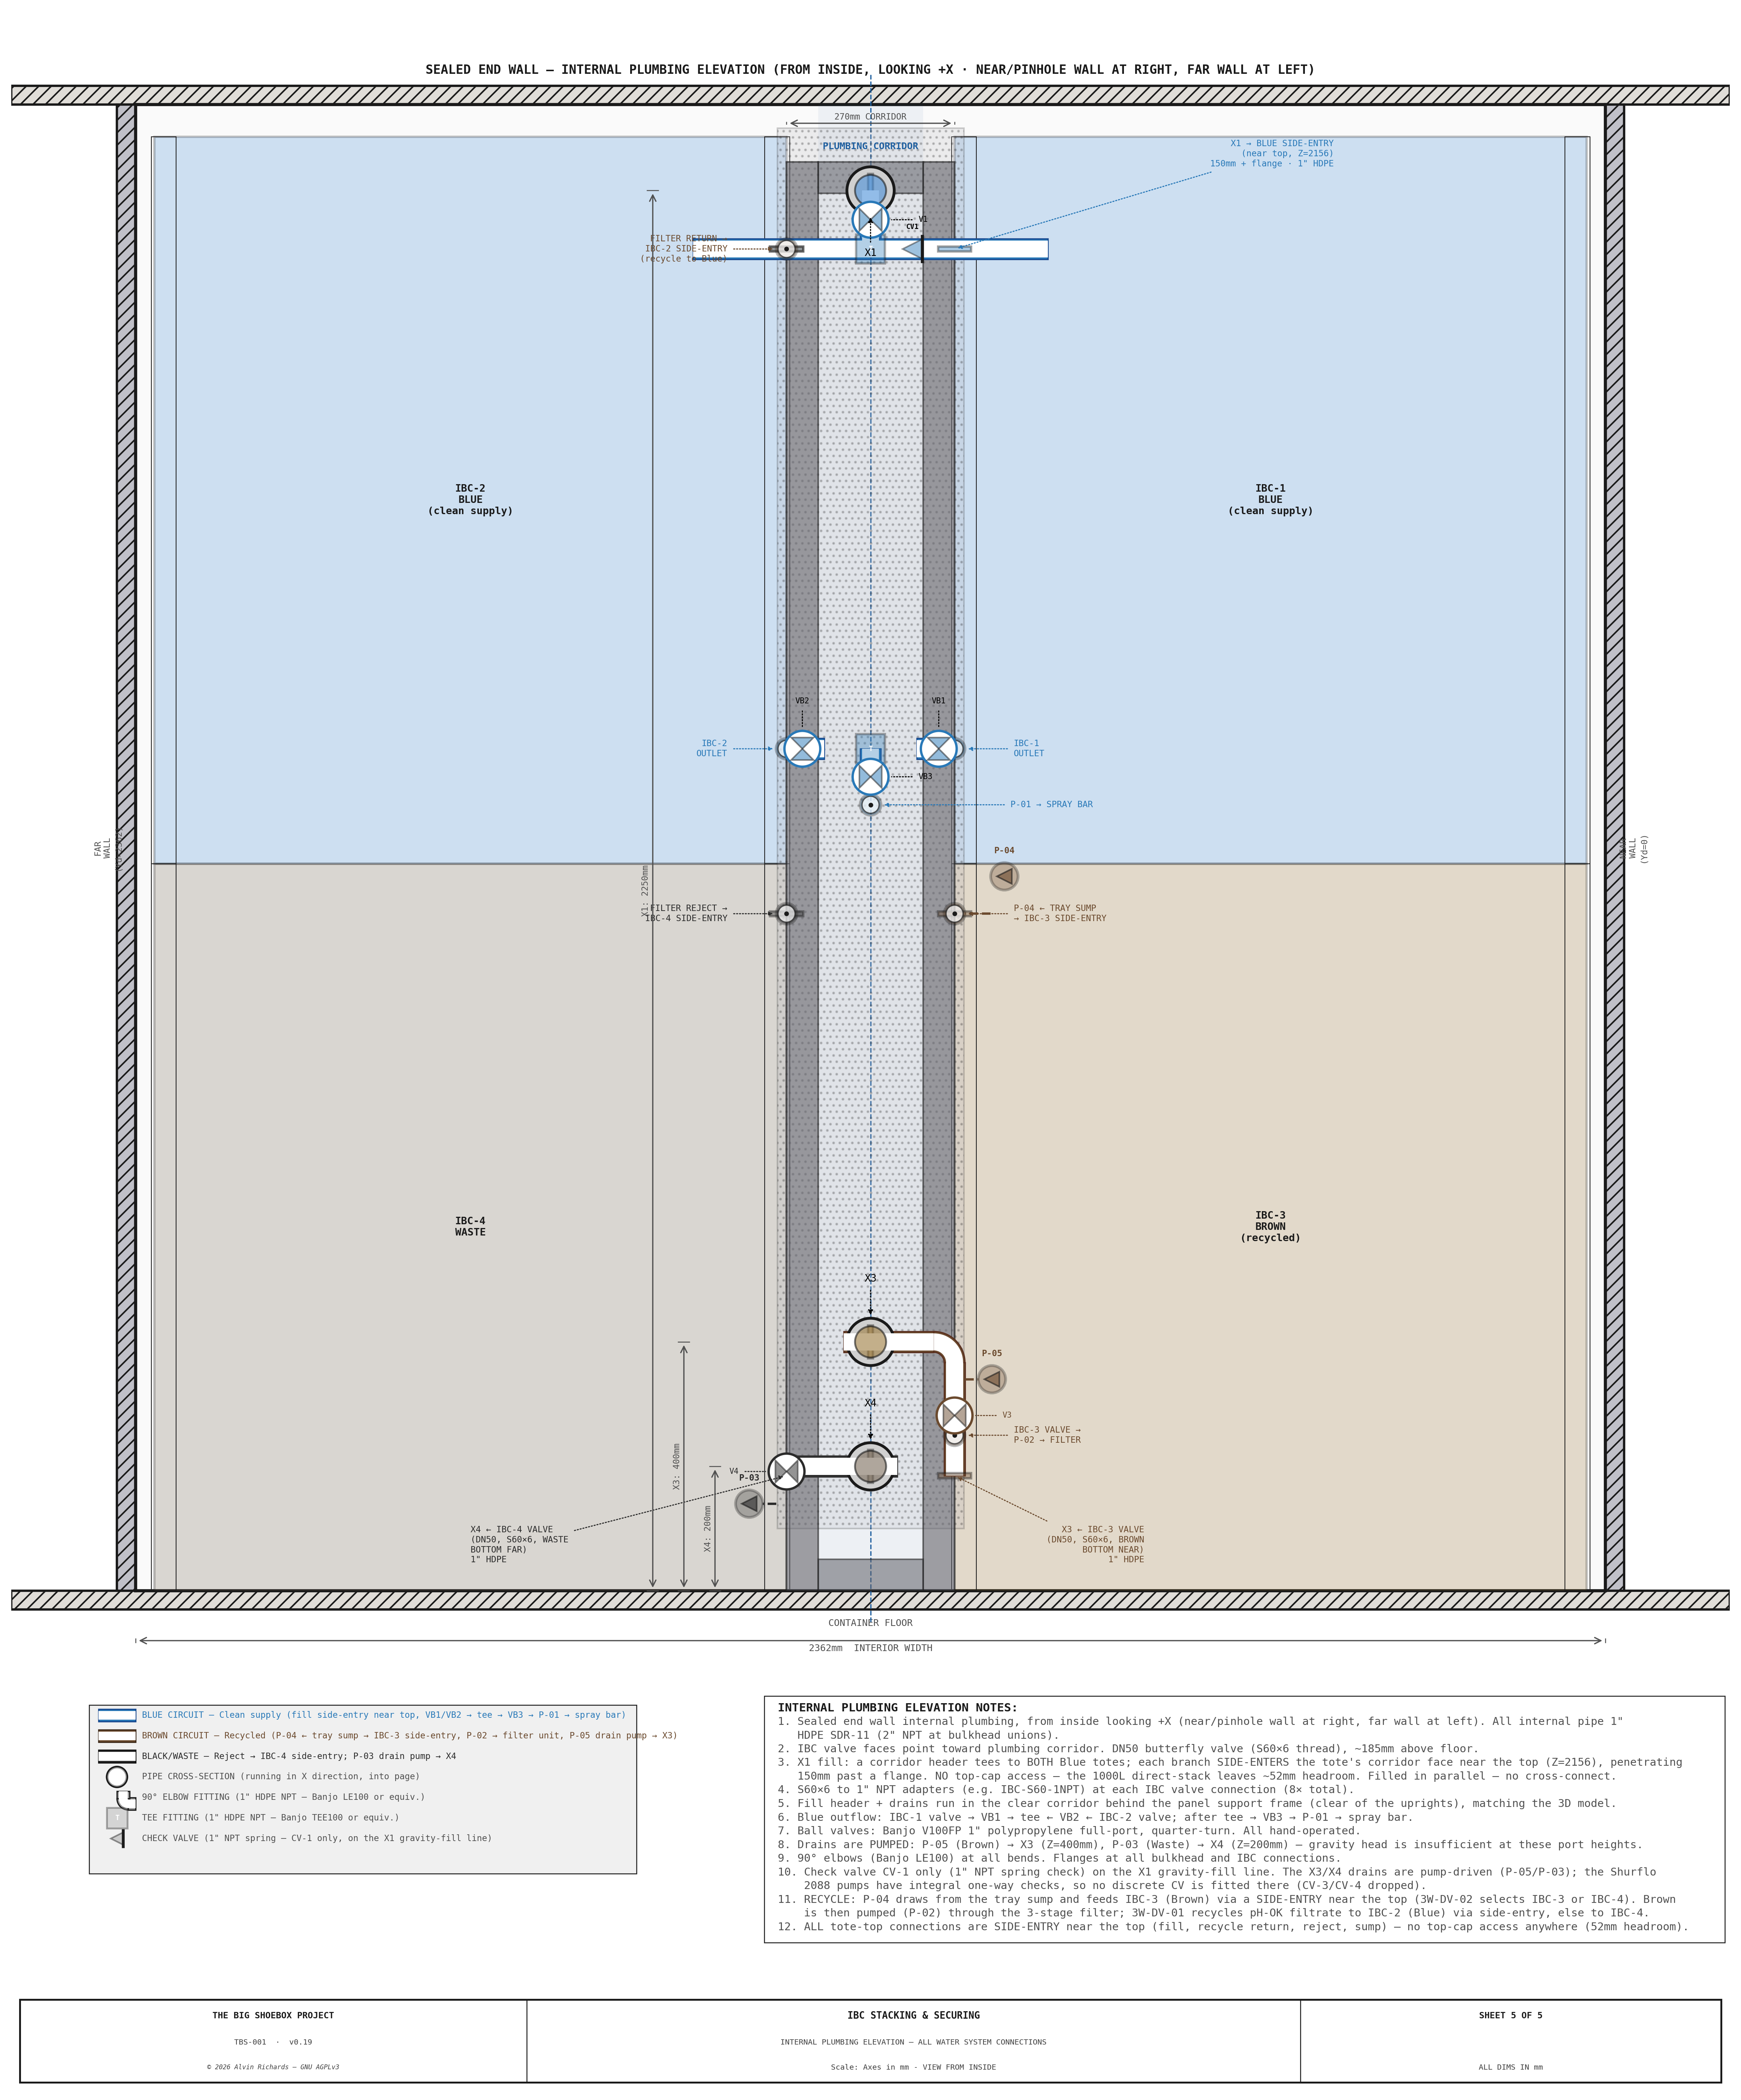 SEALED END WALL — INTERNAL PLUMBING ELEVATION (FROM INSIDE, LOOKING +X · NEAR/PINHOLE WALL AT RIGHT, FAR WALL AT LEFT)
270mm CORRIDOR
PLUMBING CORRIDOR
X1 → BLUE SIDE-ENTRY
(near top, Z=2156)
150mm + flange · 1" HDPE
V1
CV1
X1
FILTER RETURN
IBC-2 SIDE-ENTRY
(recycle to Blue)
IBC-2
BLUE
(clean supply)
IBC-1
BLUE
(clean supply)
VB2
VB1
IBC-2
OUTLET
IBC-1
OUTLET
VB3
P-01 → SPRAY BAR
FAR
WALL
WALL
(Yd=0)
P-04
X1: 2250mm
FILTER REJECT →
IBC-4 SIDE-ENTRY
P-04 ← TRAY SUMP
→ IBC-3 SIDE-ENTRY
IBC-4
WASTE
IBC-3
BROWN
(recycled)
X3
P-05
X4
V3
IBC-3 VALVE →
P-02 → FILTER
V4
P-03
X3: 400mm
X4: 200mm
X4 ← IBC-4 VALVE
(DN50, S60×6, WASTE
BOTTOM FAR)
1" HDPE
X3 ← IBC-3 VALVE
(DN50, S60×6, BROWN
BOTTOM NEAR)
1" HDPE
CONTAINER FLOOR
2362mm  INTERIOR WIDTH
BLUE CIRCUIT — Clean supply (fill side-entry near top, VB1/VB2 → tee → VB3 → P-01 → spray bar)
BROWN CIRCUIT — Recycled (P-04 ← tray sump → IBC-3 side-entry, P-02 → filter unit, P-05 drain pump → X3)
BLACK/WASTE — Reject → IBC-4 side-entry; P-03 drain pump → X4
PIPE CROSS-SECTION (running in X direction, into page)
90° ELBOW FITTING (1" HDPE NPT — Banjo LE100 or equiv.)
T TEE FITTING (1" HDPE NPT — Banjo TEE100 or equiv.)
CHECK VALVE (1" NPT spring — CV-1 only, on the X1 gravity-fill line)
INTERNAL PLUMBING ELEVATION NOTES:
1. Sealed end wall internal plumbing, from inside looking +X (near/pinhole wall at right, far wall at left). All internal pipe 1"
HDPE SDR-11 (2" NPT at bulkhead unions).
2. IBC valve faces point toward plumbing corridor. DN50 butterfly valve (S60×6 thread), ~185mm above floor.
3. X1 fill: a corridor header tees to BOTH Blue totes; each branch SIDE-ENTERS the tote's corridor face near the top (Z=2156), penetrating
150mm past a flange. NO top-cap access — the 1000L direct-stack leaves ~52mm headroom. Filled in parallel — no cross-connect.
4. S60×6 to 1" NPT adapters (e.g. IBC-S60-1NPT) at each IBC valve connection (8× total).
5. Fill header + drains run in the clear corridor behind the panel support frame (clear of the uprights), matching the 3D model.
6. Blue outflow: IBC-1 valve → VB1 → tee ← VB2 ← IBC-2 valve; after tee → VB3 → P-01 → spray bar.
7. Ball valves: Banjo V100FP 1" polypropylene full-port, quarter-turn. All hand-operated.
8. Drains are PUMPED: P-05 (Brown) → X3 (Z=400mm), P-03 (Waste) → X4 (Z=200mm) — gravity head is insufficient at these port heights.
9. 90° elbows (Banjo LE100) at all bends. Flanges at all bulkhead and IBC connections.
10. Check valve CV-1 only (1" NPT spring check) on the X1 gravity-fill line. The X3/X4 drains are pump-driven (P-05/P-03); the Shurflo
2088 pumps have integral one-way checks, so no discrete CV is fitted there (CV-3/CV-4 dropped).
11. RECYCLE: P-04 draws from the tray sump and feeds IBC-3 (Brown) via a SIDE-ENTRY near the top (3W-DV-02 selects IBC-3 or IBC-4). Brown
is then pumped (P-02) through the 3-stage filter; 3W-DV-01 recycles pH-OK filtrate to IBC-2 (Blue) via side-entry, else to IBC-4.
12. ALL tote-top connections are SIDE-ENTRY near the top (fill, recycle return, reject, sump) — no top-cap access anywhere (52mm headroom).
THE BIG SHOEBOX PROJECT
TBS-001  ·  v0.19
© 2026 Alvin Richards — GNU AGPLv3
IBC STACKING & SECURING
INTERNAL PLUMBING ELEVATION — ALL WATER SYSTEM CONNECTIONS
Scale: Axes in mm - VIEW FROM INSIDE
SHEET 5 OF 5
ALL DIMS IN mm